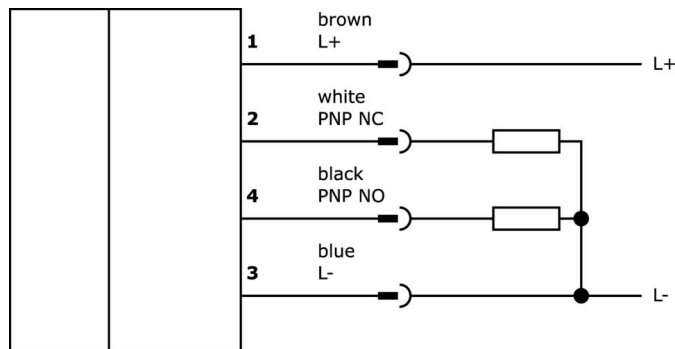 brown
1 L+
L+
white
2 PNP NC
black
4 PNP NO
blue
3 L-
L-